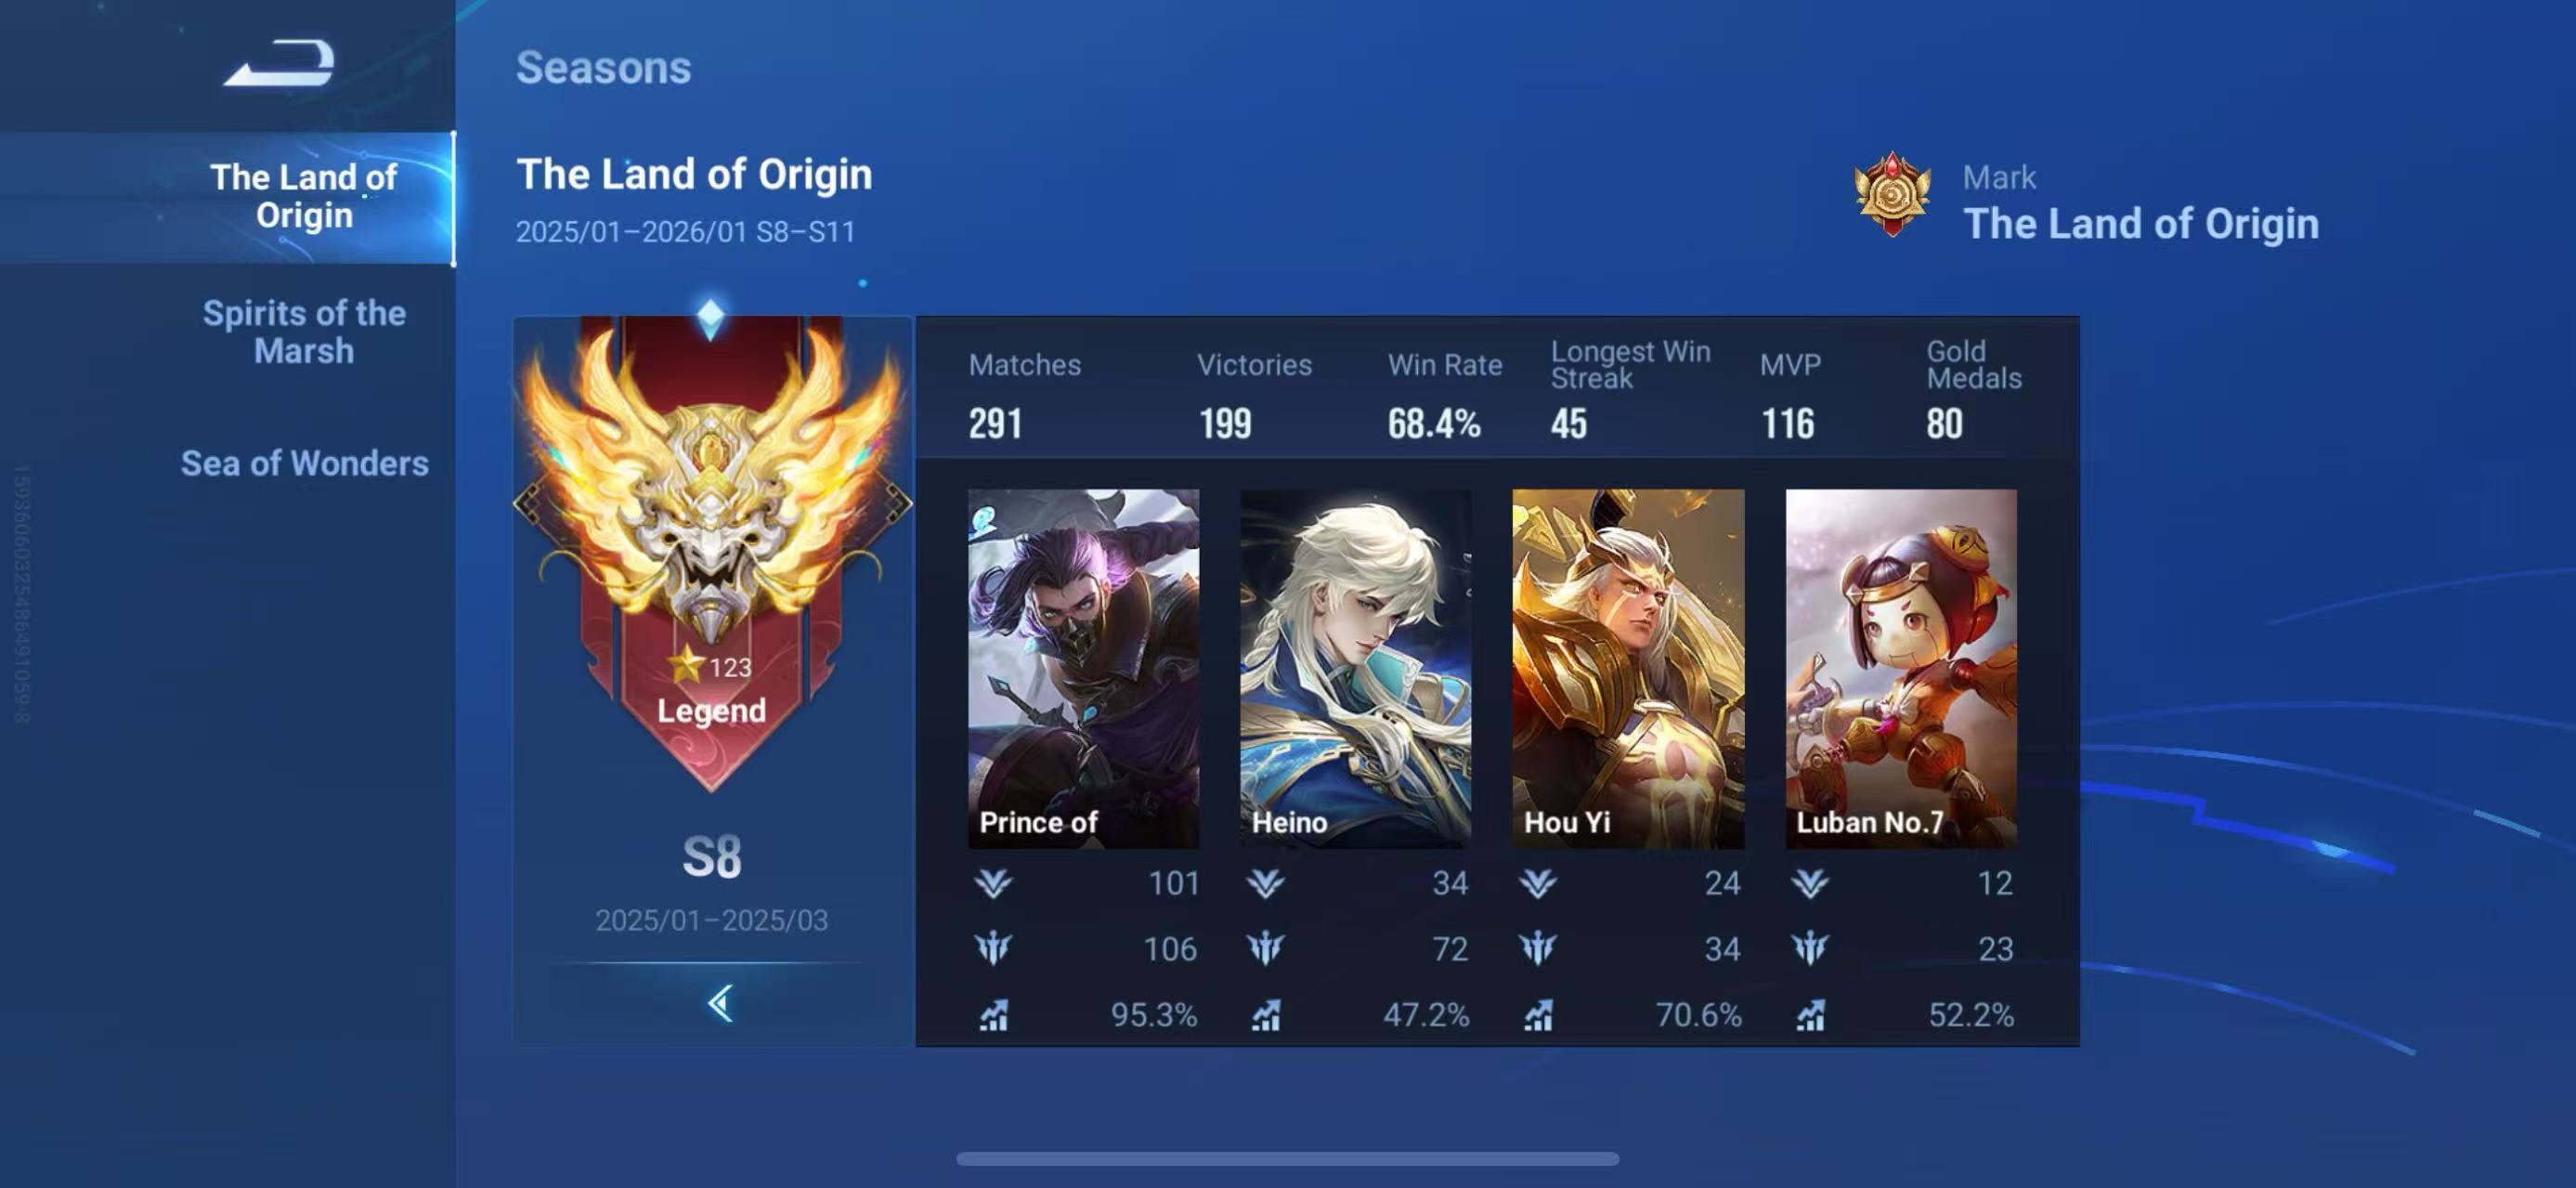 Seasons
The Land of
Origin
Spirits of the
Marsh
Sea of Wonders
The Land of Origin
2025/01–2026/01 S8–S11
Mark
The Land of Origin
123
Legend
S8
2025/01–2025/03
Matches
291
Victories
199
Win Rate
68.4%
Longest Win
Streak
45
MVP
116
Gold
Medals
80
Prince of
101
106
95.3%
Heino
34
72
47.2%
Hou Yi
24
34
70.6%
Luban No.7
12
23
52.2%